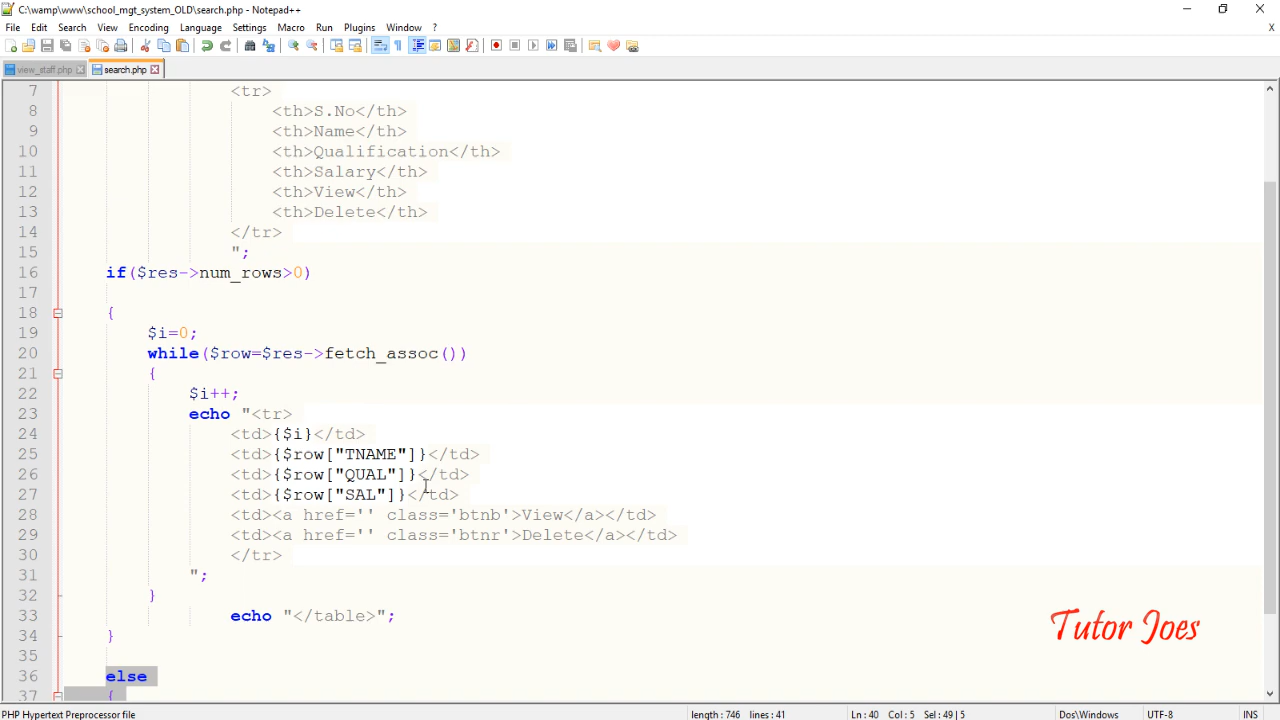 C:\wamp\www\school_mgt_system_OLD\search.php - Notepad++
File Edit Search View Encoding Language Settings Macro Run Plugins Window ? X
view_staff.php search.php
7 <tr>
8 <th>S.No</th>
9 <th>Name</th>
10 <th>Qualification</th>
11 <th>Salary</th>
12 <th>View</th>
13 <th>Delete</th>
14 </tr>
15 ";
16 if($res->num_rows>0)
17
18 {
19 $i=0;
20 while($row=$res->fetch_assoc())
21 {
22 $i++;
23 echo "<tr>
24 <td>{$i}</td>
25 <td>{$row["TNAME"]}</td>
26 <td>{$row["QUAL"]}</td>
27 <td>{$row["SAL"]}</td>
28 <td><a href='' class='btnb'>View</a></td>
29 <td><a href='' class='btnr'>Delete</a></td>
30 </tr>
31 ";
32 }
33 echo "</table>";
34 }
35
36 else
37 {
Tutor Joes
PHP Hypertext Preprocessor file length : 746 lines : 41 Ln : 40 Col : 5 Sel : 49 | 5 Dos\Windows UTF-8 INS